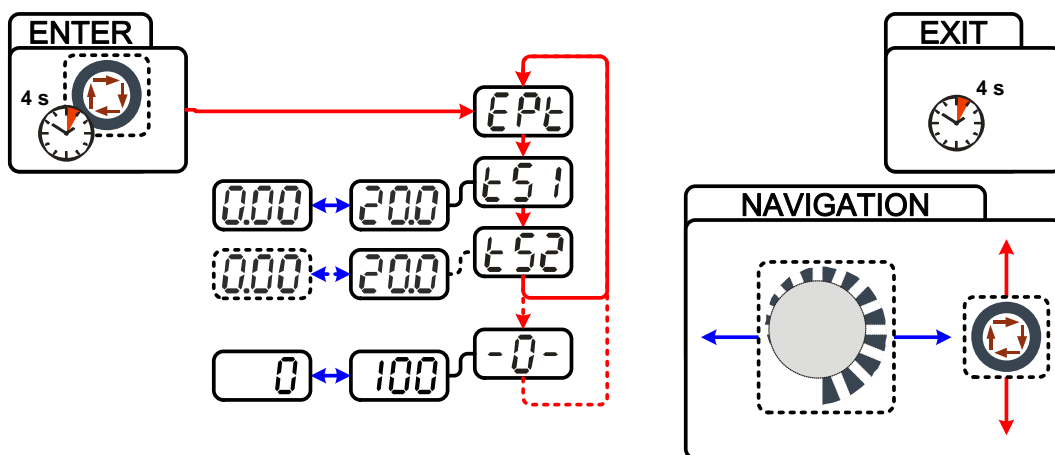 ENTER
4 s
EPt
tS1
0.00
20.0
tS2
0.00
20.0
-0-
0
100
EXIT
4 s
NAVIGATION